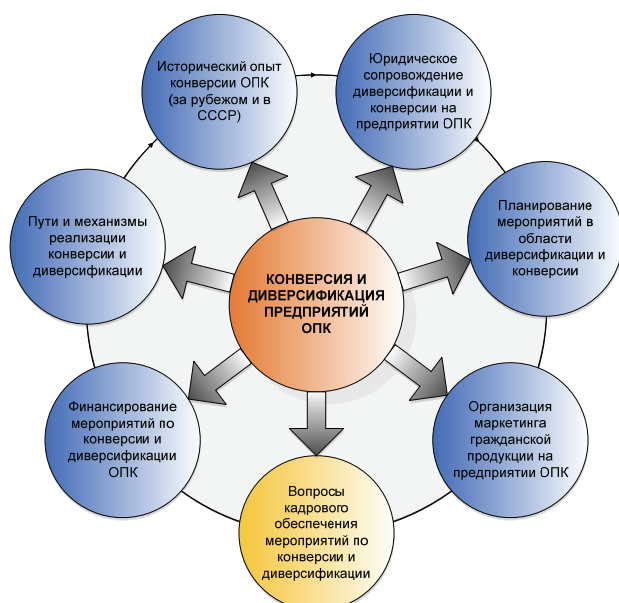 Исторический опыт
конверсии ОПК
(за рубежом и в
СССР)
Юридическое
сопровождение
диверсификации и
конверсии на
предприятии ОПК
Пути и механизмы
реализации
конверсии и
диверсификации
Планирование
мероприятий в
области
диверсификации и
конверсии
КОНВЕРСИЯ И
ДИВЕРСИФИКАЦИЯ
ПРЕДПРИЯТИЙ
ОПК
Финансирование
мероприятий по
конверсии и
диверсификации
ОПК
Организация
маркетинга
гражданской
продукции на
предприятии ОПК
Вопросы
кадрового
обеспечения
мероприятий по
конверсии и
диверсификации